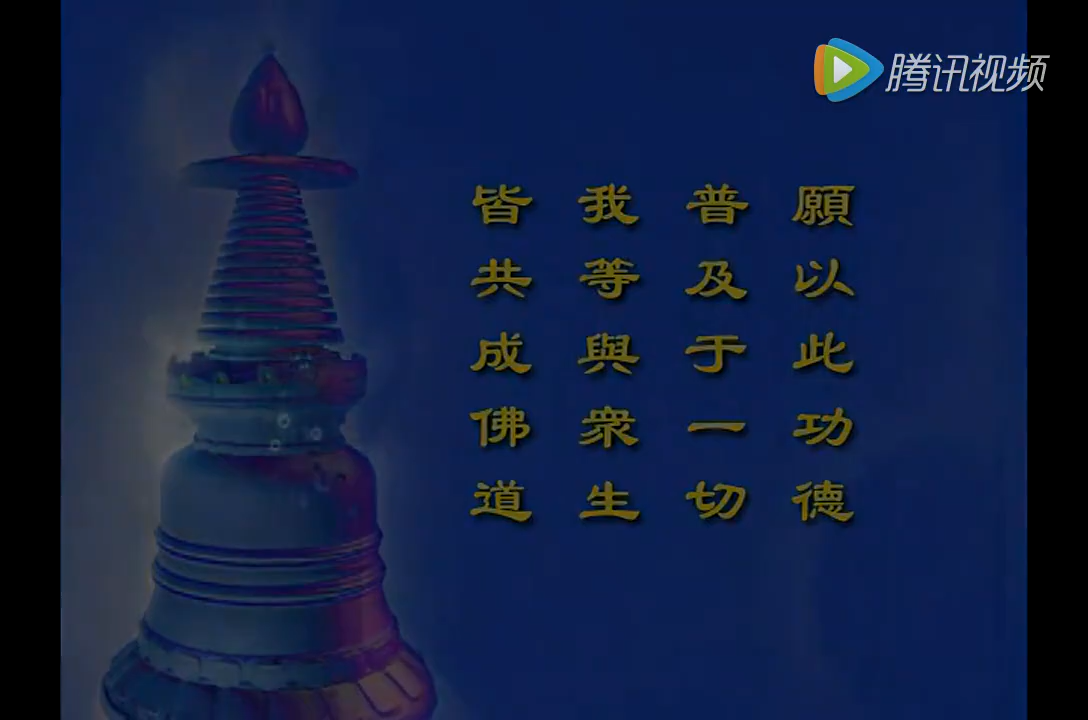 腾讯视频
願以此功德
普及于一切
我等與衆生
皆共成佛道